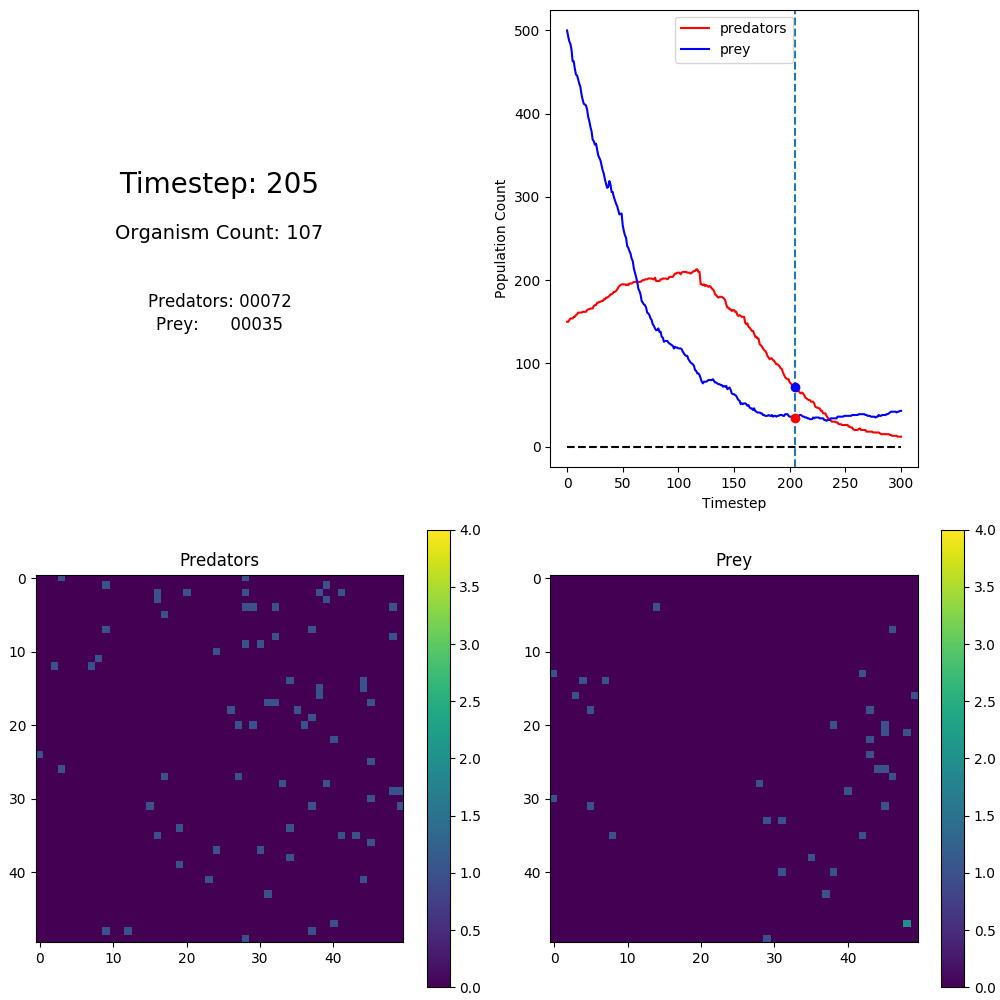 Timestep: 205
Organism Count: 107
Predators: 00072
Prey: 00035
predators
prey
500
400
300
200
100
0
Population Count
0 50 100 150 200 250 300
Timestep
Predators
0
10
20
30
40
0 10 20 30 40
4.0
3.5
3.0
2.5
2.0
1.5
1.0
0.5
0.0
Prey
0
10
20
30
40
0 10 20 30 40
4.0
3.5
3.0
2.5
2.0
1.5
1.0
0.5
0.0